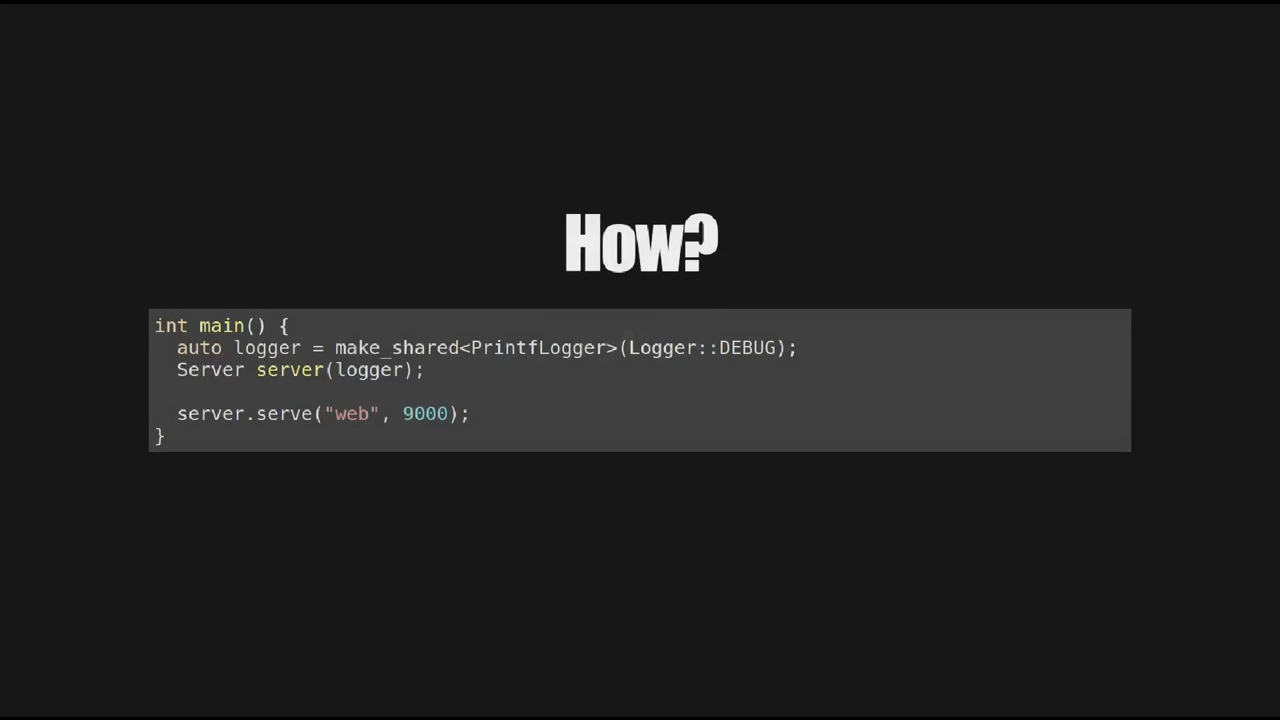 How?
int main() {
  auto logger = make_shared<PrintfLogger>(Logger::DEBUG);
  Server server(logger);

  server.serve("web", 9000);
}